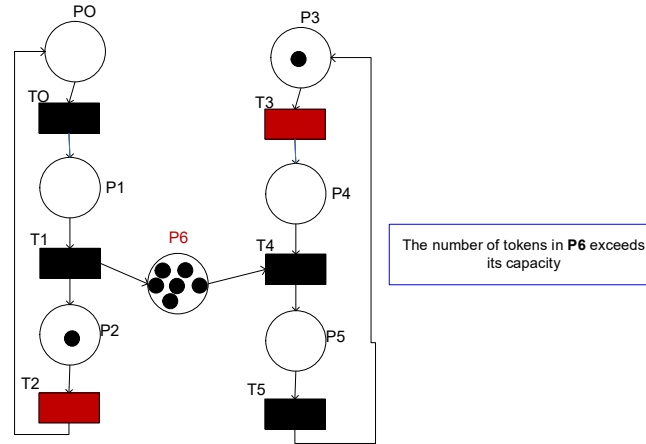 PO
P3
TO
T3
P1
P4
P6
T1
T4
The number of tokens in P6 exceeds
its capacity
P2
P5
T2
T5